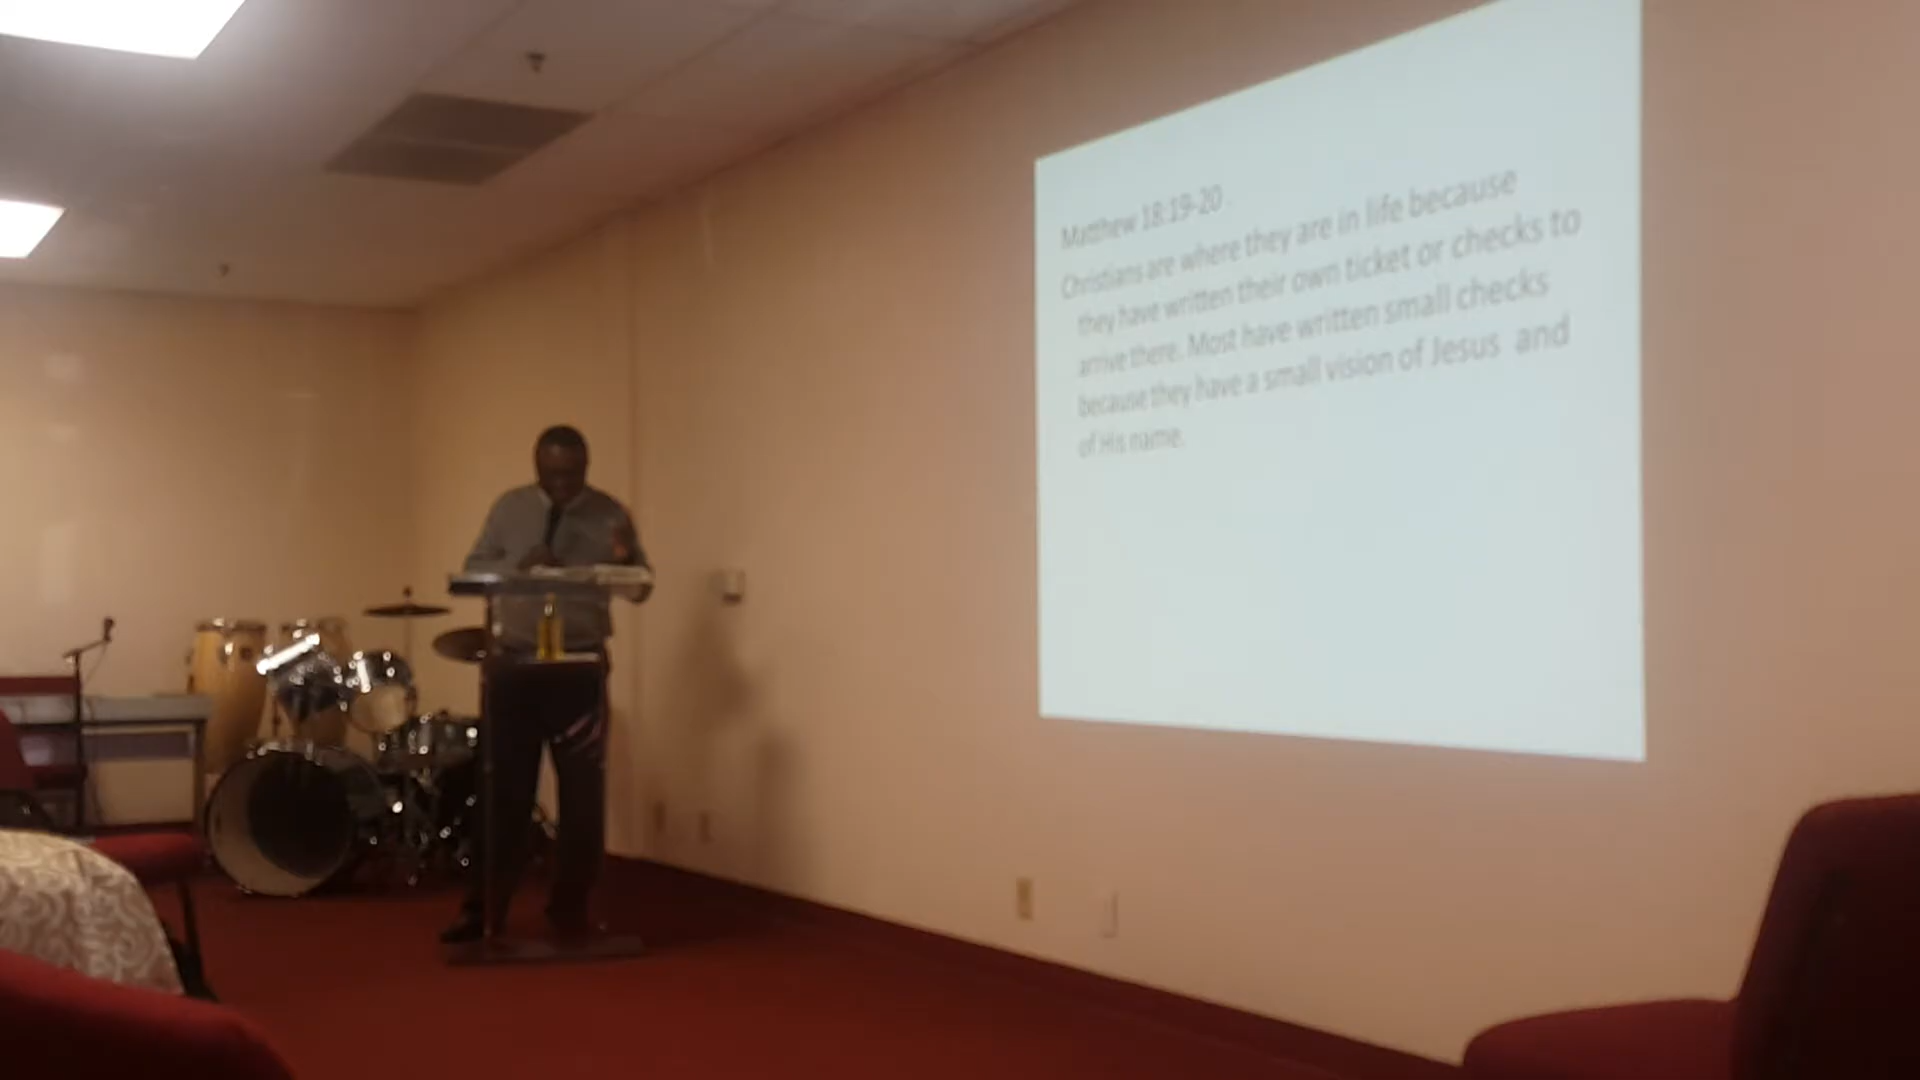 Matthew 18:19-20
Christians are where they are in life because
they have written their own ticket or checks to
arrive there. Most have written small checks
because they have a small vision of Jesus and
of His name.